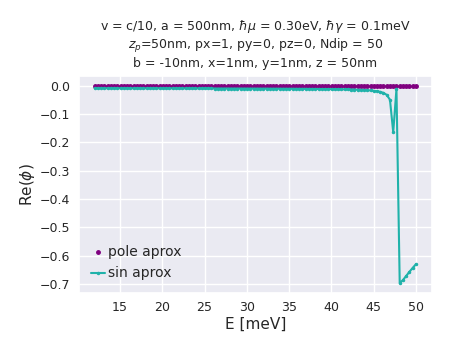 v = c/10, a = 500nm, ℏμ = 0.30eV, ℏγ = 0.1meV
z_p=50nm, px=1, py=0, pz=0, Ndip = 50
b = -10nm, x=1nm, y=1nm, z = 50nm
Re(ϕ)
0.0
−0.1
−0.2
−0.3
−0.4
−0.5
−0.6
−0.7
pole aprox
sin aprox
15 20 25 30 35 40 45 50
E [meV]